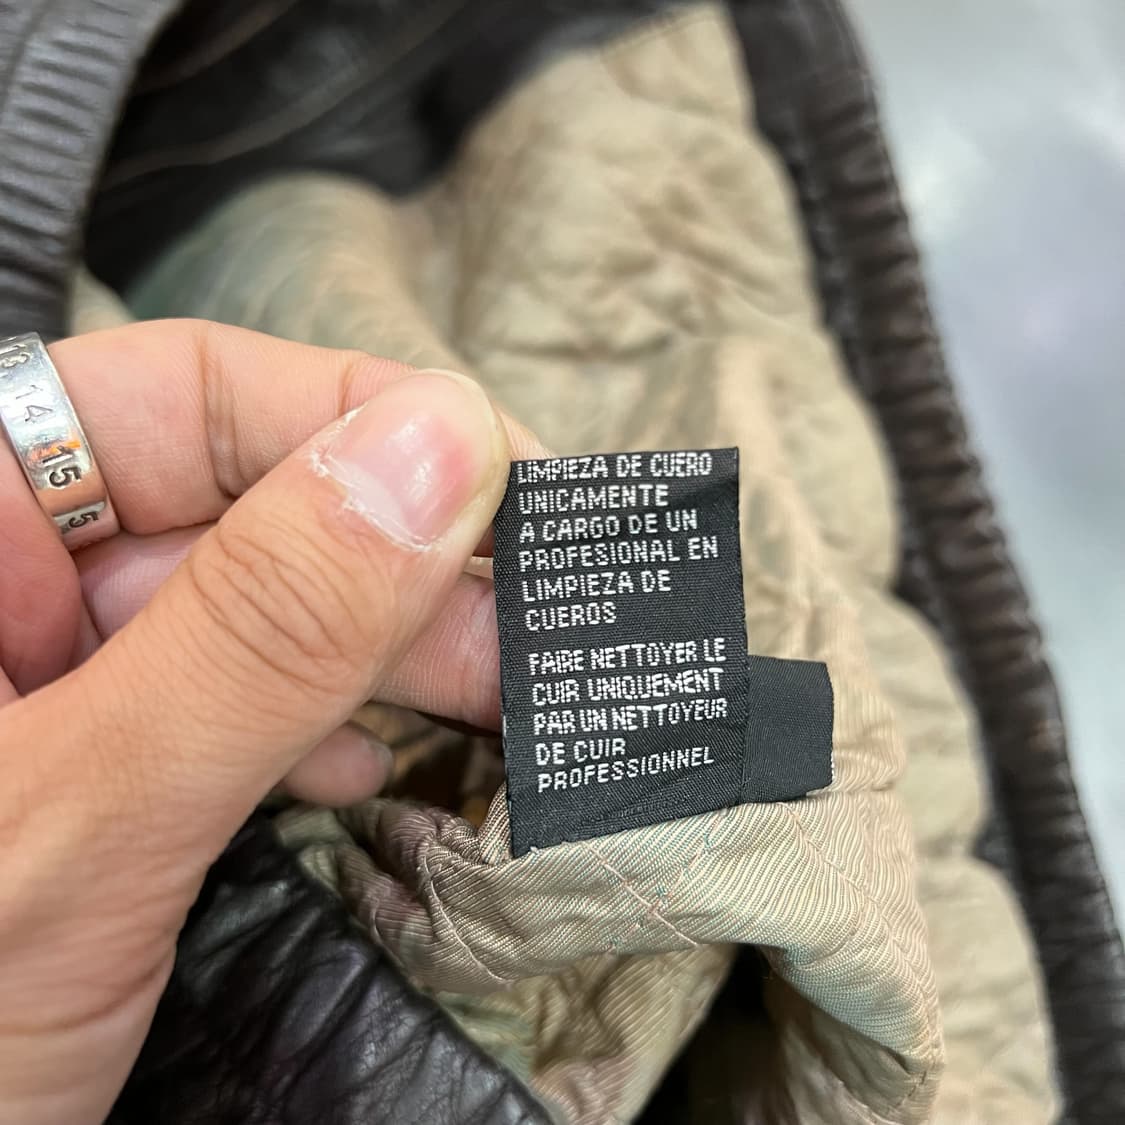 13 14
15
5
LIMPIEZA DE CUERO
UNICAMENTE
A CARGO DE UN
PROFESIONAL EN
LIMPIEZA DE
CUEROS
FAIRE NETTOYER LE
CUIR UNIQUEMENT
PAR UN NETTOYEUR
DE CUIR
PROFESSIONNEL